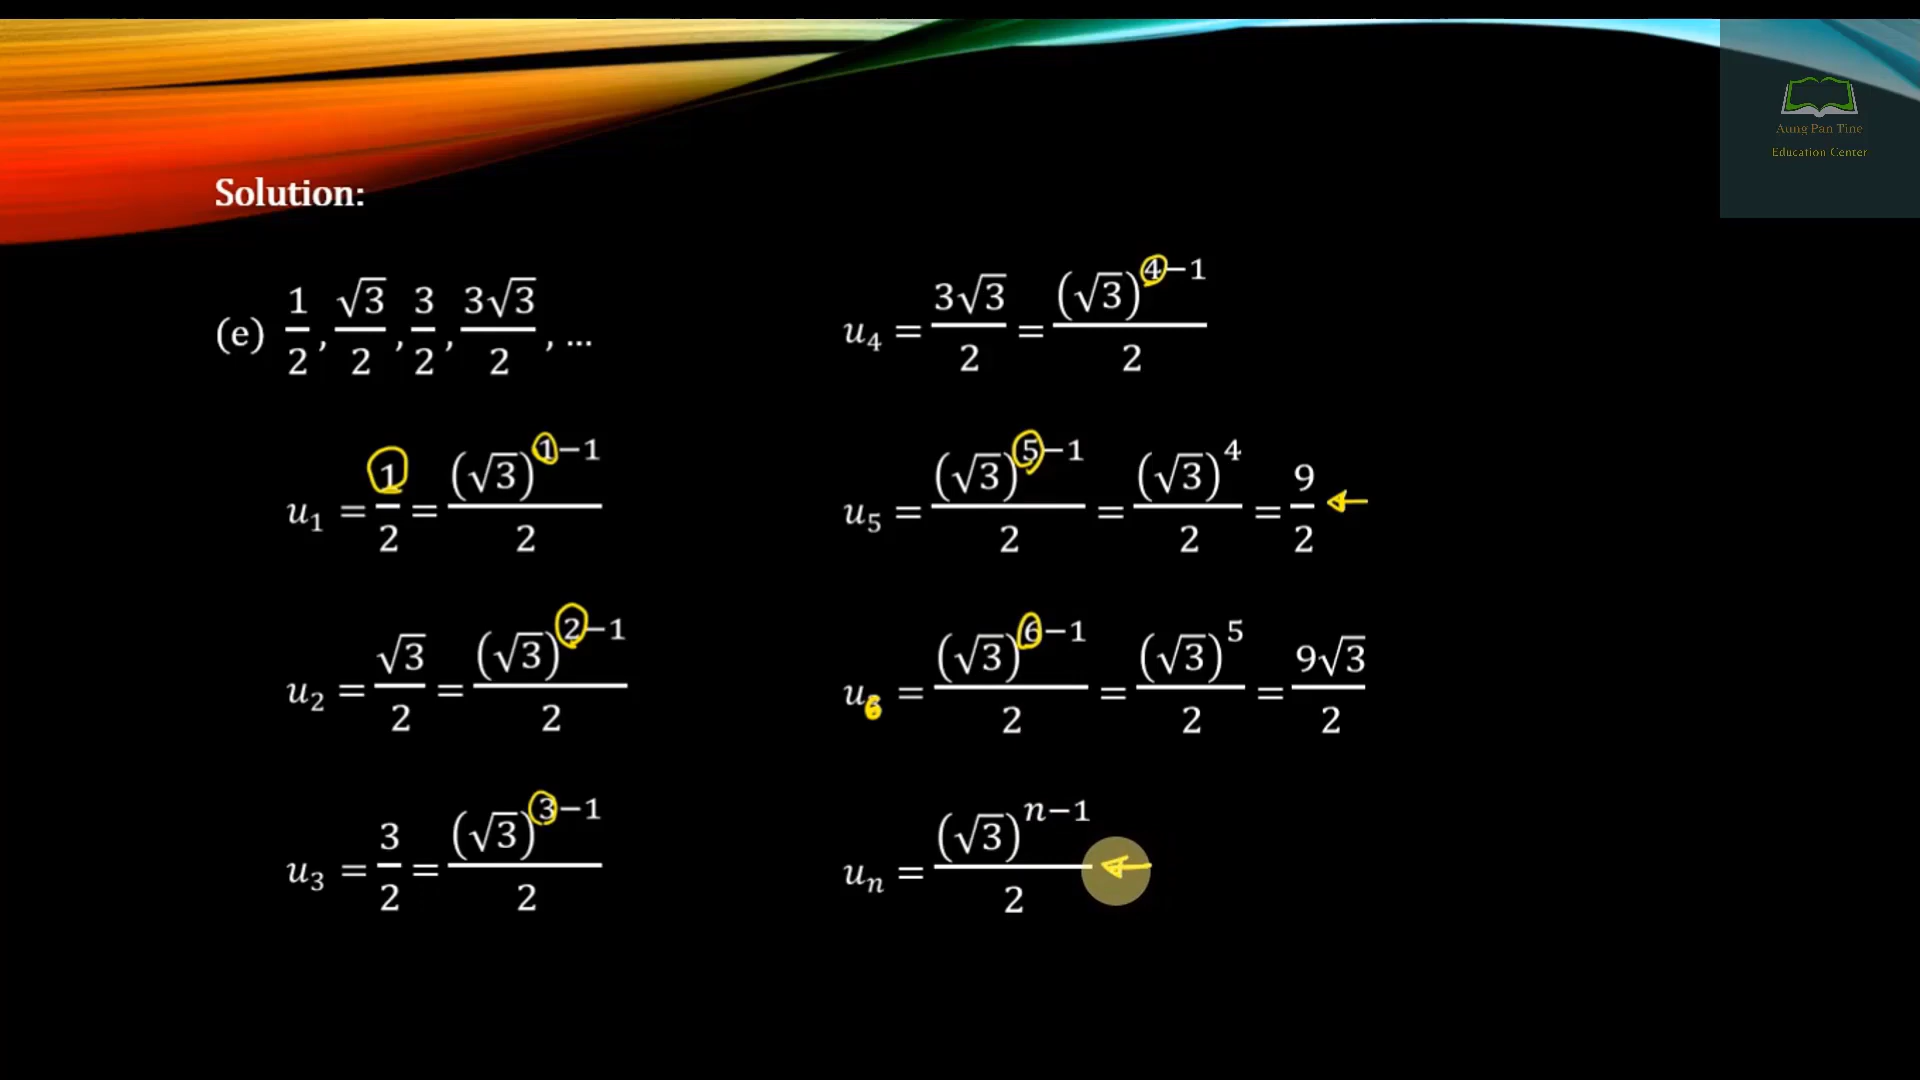 Aung Pan Tine
Education Center
Solution:
(e) 1/2, √3/2, 3/2, 3√3/2, ...
u₁ = 1/2 = (√3)^(1−1)/2
u₂ = √3/2 = (√3)^(2−1)/2
u₃ = 3/2 = (√3)^(3−1)/2
u₄ = 3√3/2 = (√3)^(4−1)/2
u₅ = (√3)^(5−1)/2 = (√3)^4/2 = 9/2
u₆ = (√3)^(6−1)/2 = (√3)^5/2 = 9√3/2
uₙ = (√3)^(n−1)/2